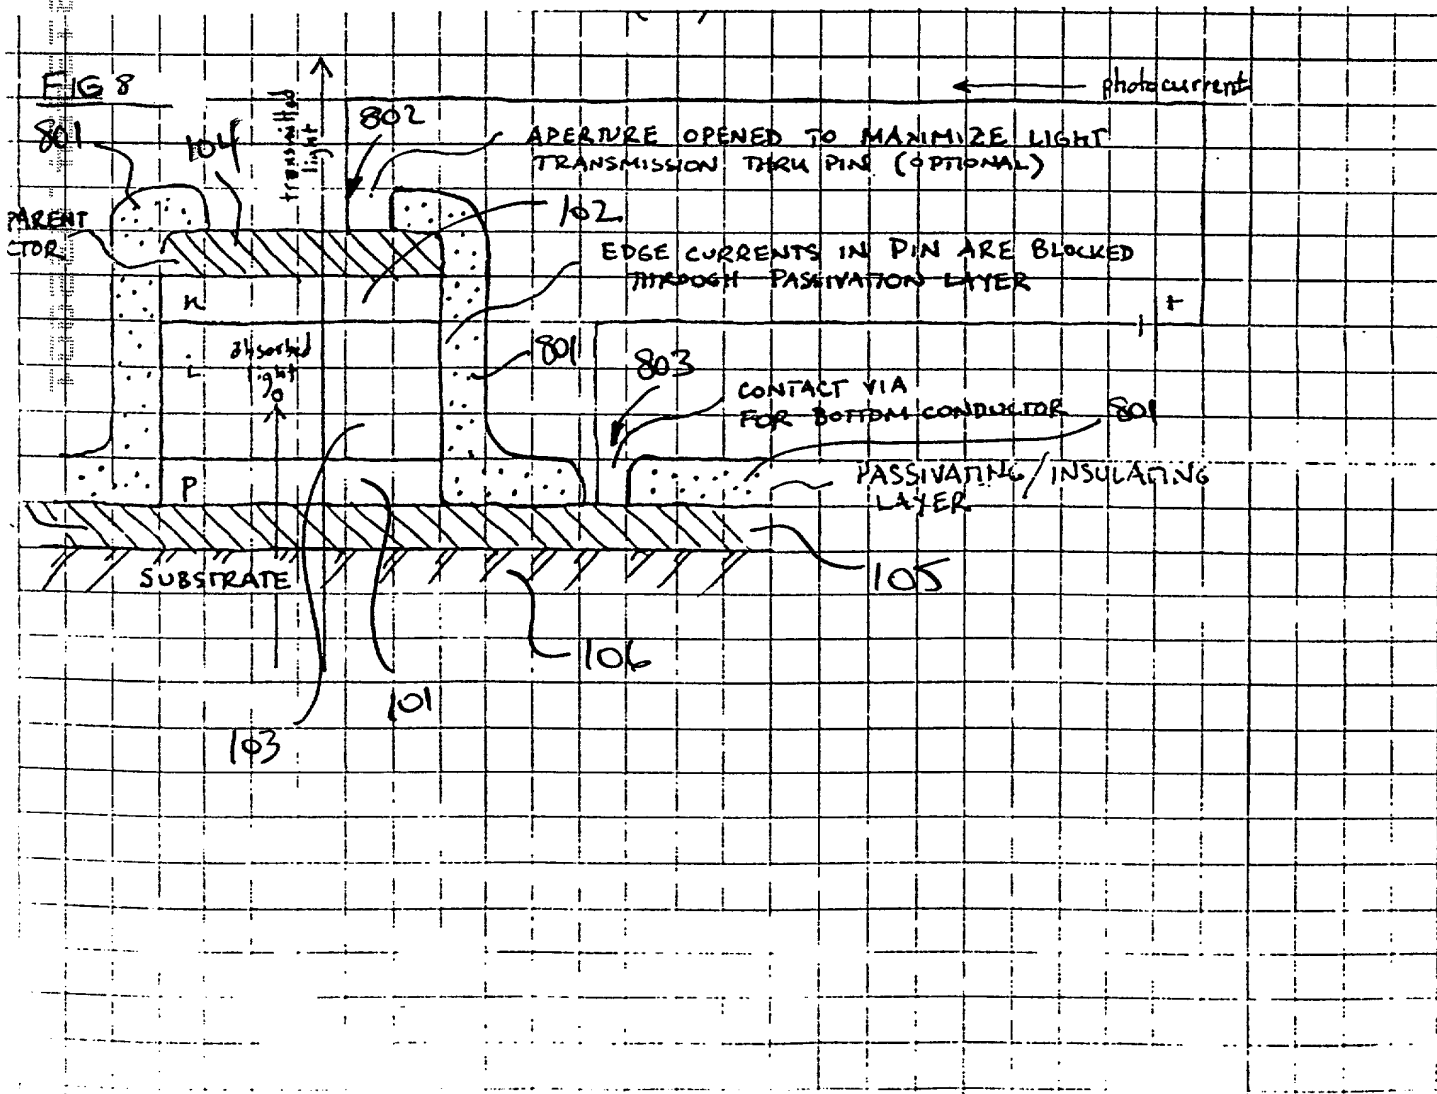 FIG 8
photocurrent
801
104
transmitted
light
802
APERTURE OPENED TO MAXIMIZE LIGHT
TRANSMISSION THRU PIN (OPTIONAL)
102
PARENT
CTOR
EDGE CURRENTS IN PIN ARE BLOCKED
THROUGH PASSIVATION LAYER
n
+
i
absorbed
light
801
803
CONTACT VIA
FOR BOTTOM CONDUCTOR
801
P
PASSIVATING/INSULATING
LAYER
SUBSTRATE
105
106
101
103